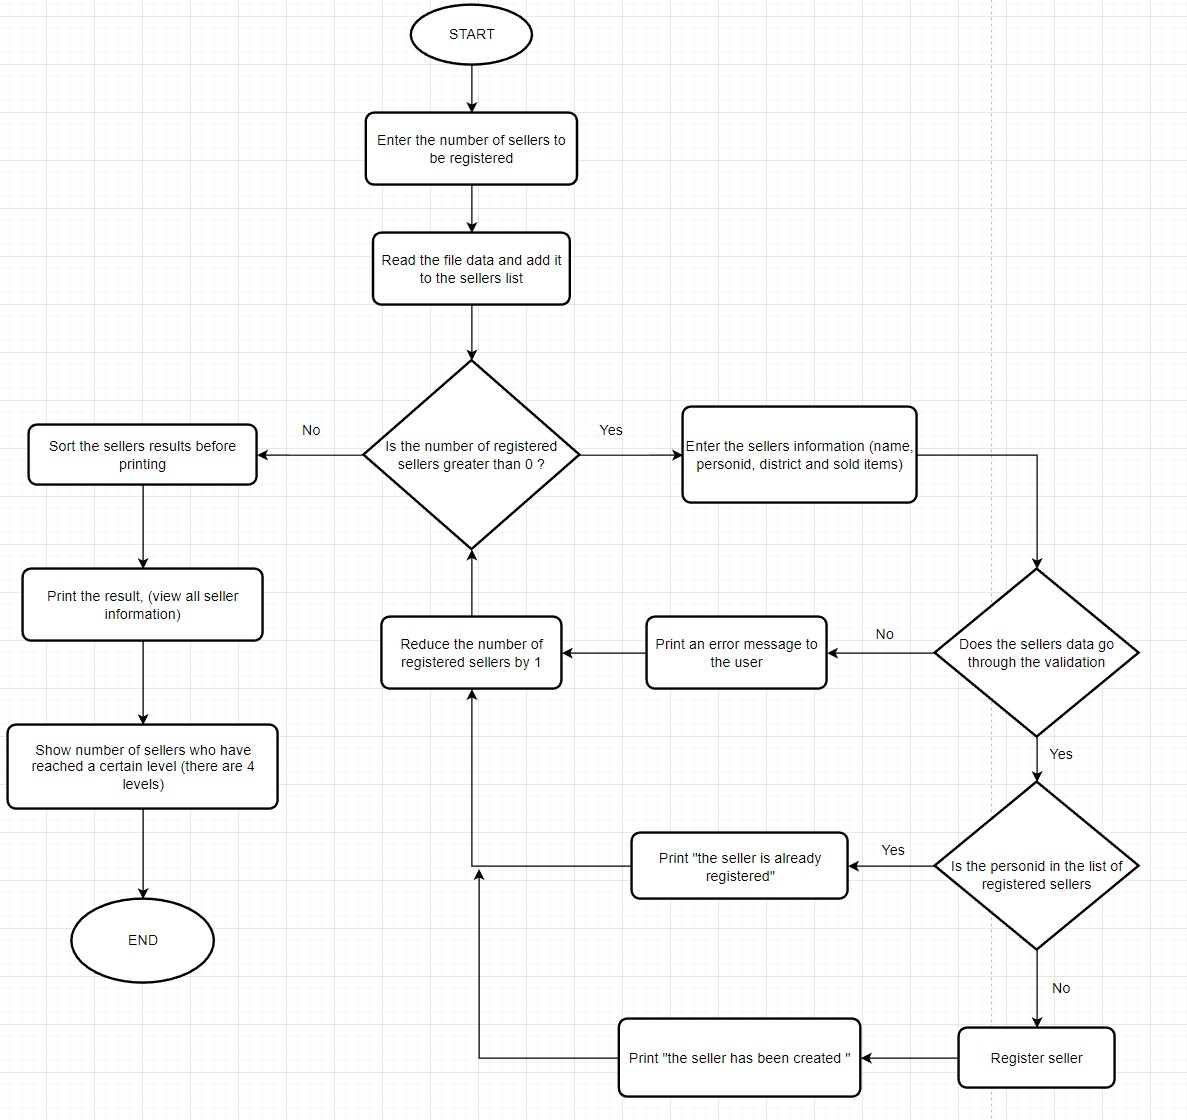 START
Enter the number of sellers to
be registered
Read the file data and add it
to the sellers list
No
Yes
Sort the sellers results before
printing
Is the number of registered
sellers greater than 0 ?
Enter the sellers information (name,
personid, district and sold items)
Print the result, (view all seller
information)
Reduce the number of
registered sellers by 1
Print an error message to
the user
No
Does the sellers data go
through the validation
Yes
Show number of sellers who have
reached a certain level (there are 4
levels)
Print "the seller is already
registered"
Yes
Is the personid in the list of
registered sellers
END
No
Print "the seller has been created "
Register seller